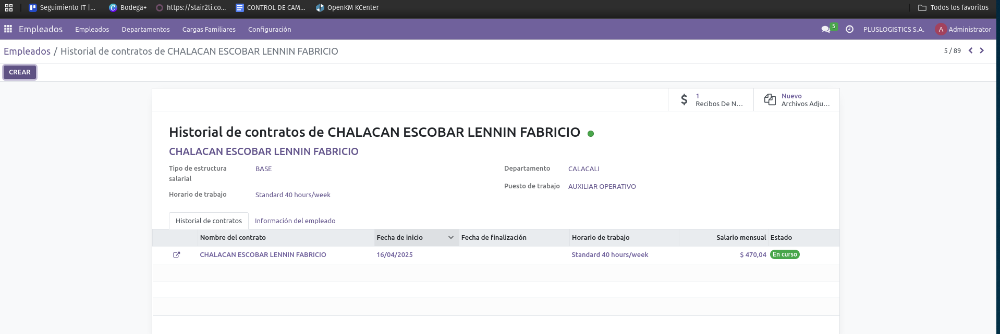 Seguimiento IT |... Bodega+ https://stair2ti.co... CONTROL DE CAM... OpenKM KCenter Todos los favoritos
Empleados Empleados Departamentos Cargas Familiares Configuración 5 PLUSLOGISTICS S.A. A Administrator
Empleados / Historial de contratos de CHALACAN ESCOBAR LENNIN FABRICIO 5 / 89
CREAR
1 Nuevo
Recibos De N... Archivos Adju...
Historial de contratos de CHALACAN ESCOBAR LENNIN FABRICIO
CHALACAN ESCOBAR LENNIN FABRICIO
Tipo de estructura BASE Departamento CALACALI
salarial
Puesto de trabajo AUXILIAR OPERATIVO
Horario de trabajo Standard 40 hours/week
Historial de contratos Información del empleado
Nombre del contrato Fecha de inicio Fecha de finalización Horario de trabajo Salario mensual Estado
CHALACAN ESCOBAR LENNIN FABRICIO 16/04/2025 Standard 40 hours/week $ 470,04 En curso